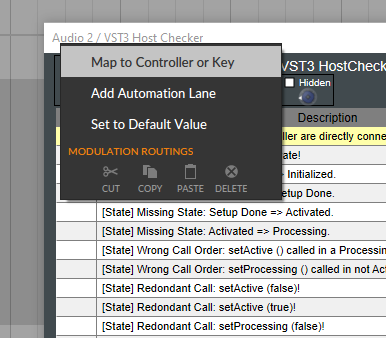 Audio 2 / VST3 Host Checker
Map to Controller or Key
VST3 HostChec
Hidden
Add Automation Lane
Description
Set to Default Value
ller are directly conne
MODULATION ROUTINGS
ate!
Initialized.
CUT COPY PASTE DELETE
etup Done.
[State] Missing State: Setup Done => Activated.
[State] Missing State: Activated => Processing.
[State] Wrong Call Order: setActive () called in a Proces
[State] Wrong Call Order: setProcessing () called in not Act
[State] Redondant Call: setActive (false)!
[State] Redondant Call: setActive (true)!
[State] Redondant Call: setProcessing (false)!